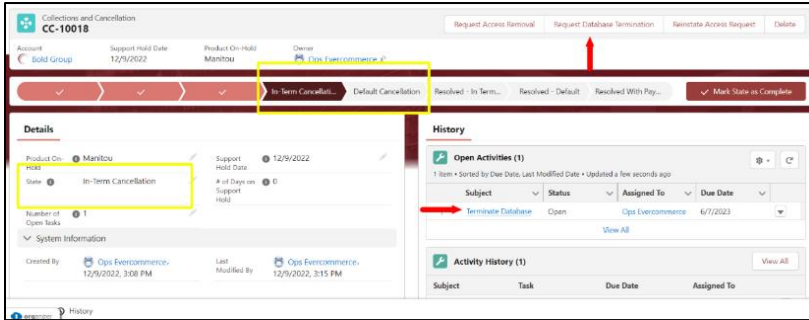 Collections and Cancellation
CC-10018
Request Access Removal Request Database Termination Reinstate Access Request Delete
Account Support Hold Date Product On-Hold Owner
Bold Group 12/9/2022 Manitou Ops Evercommerce
In-Term Cancellati... Default Cancellation Resolved - In Term... Resolved - Default Resolved With Pay... Mark State as Complete
Details
Product On-Hold Manitou
Support Hold Date 12/9/2022
State In-Term Cancellation
# of Days on Support Hold 0
Number of Open Tasks 1
System Information
Created By Ops Evercommerce, 12/9/2022, 3:08 PM
Last Modified By Ops Evercommerce, 12/9/2022, 3:15 PM
History
Open Activities (1)
1 item • Sorted by Due Date, Last Modified Date • Updated a few seconds ago
Subject Status Assigned To Due Date
Terminate Database Open Ops Evercommerce 6/7/2023
View All
Activity History (1) View All
Subject Task Due Date Assigned To
organizer History